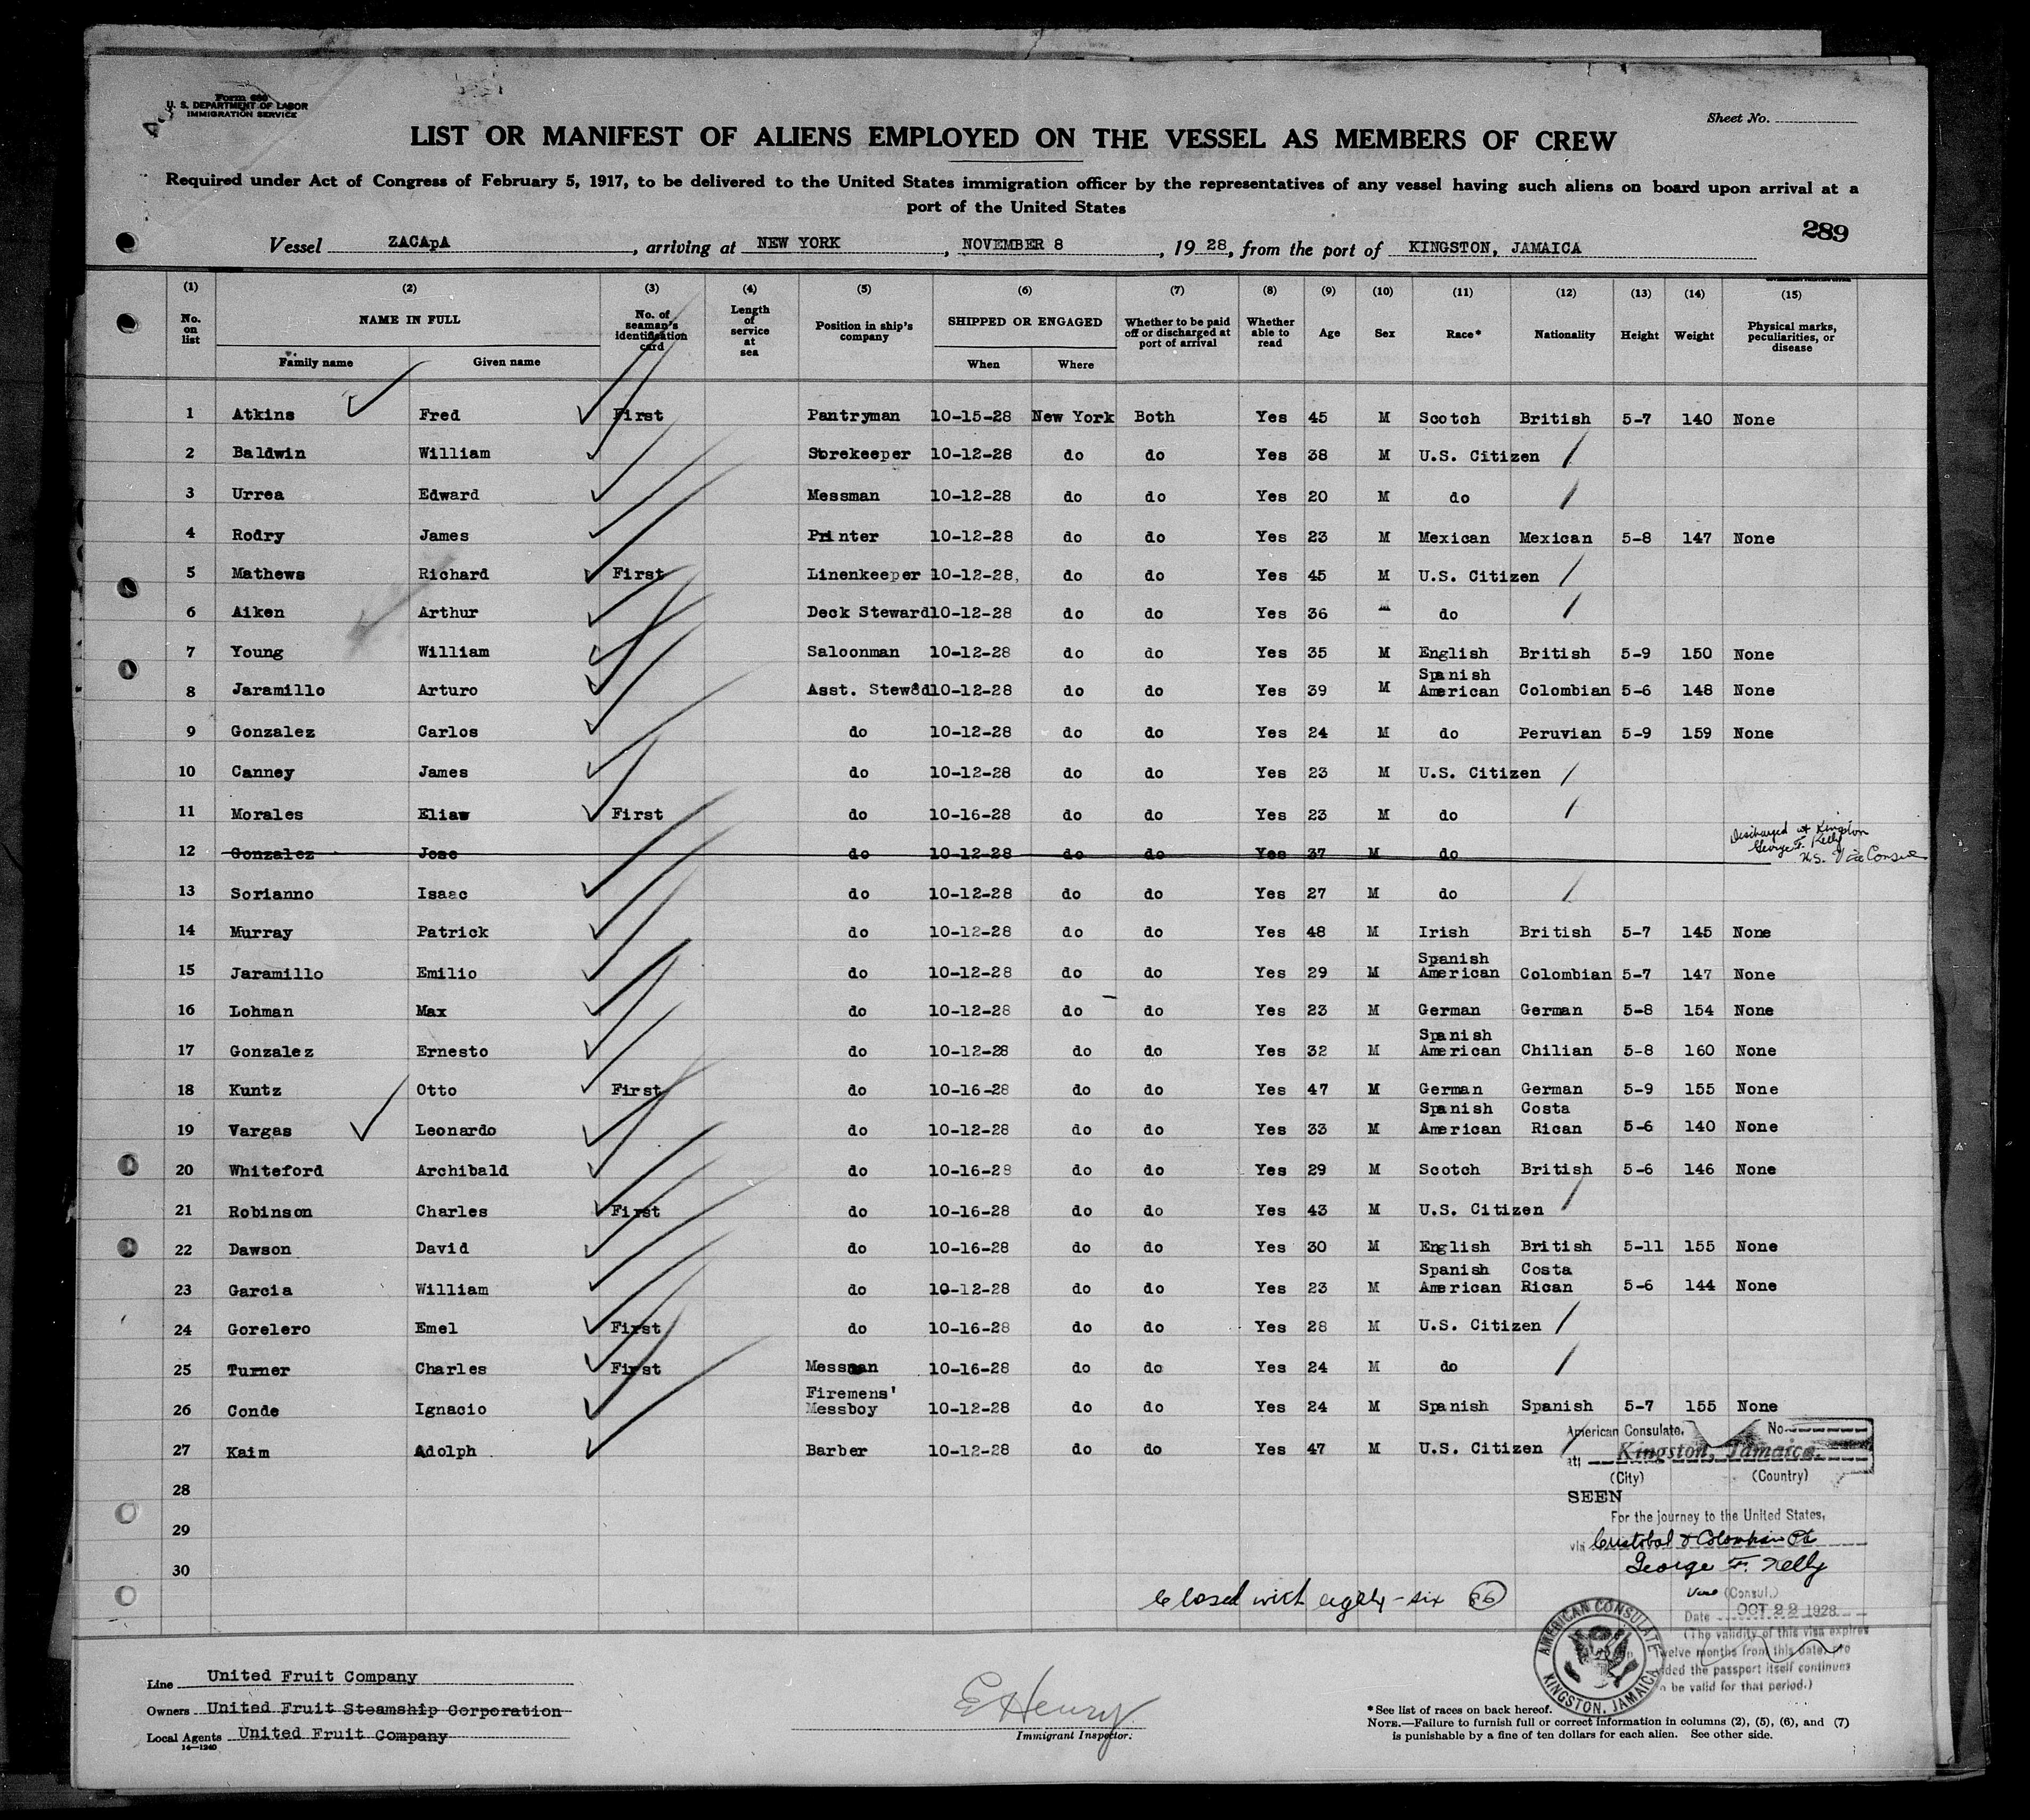 Form 680
U. S. DEPARTMENT OF LABOR
IMMIGRATION SERVICE
Sheet No.
LIST OR MANIFEST OF ALIENS EMPLOYED ON THE VESSEL AS MEMBERS OF CREW
Required under Act of Congress of February 5, 1917, to be delivered to the United States immigration officer by the representatives of any vessel having such aliens on board upon arrival at a
port of the United States
289
Vessel ZACApA, arriving at NEW YORK, NOVEMBER 8, 19 28, from the port of KINGSTON, JAMAICA
(1) (2) (3) (4) (5) (6) (7) (8) (9) (10) (11) (12) (13) (14) (15)
No. on list NAME IN FULL Family name Given name No. of seaman's identification card Length of service at sea Position in ship's company SHIPPED OR ENGAGED When Where Whether to be paid off or discharged at port of arrival Whether able to read Age Sex Race* Nationality Height Weight Physical marks, peculiarities, or disease
1 Atkins Fred First Pantryman 10-15-28 New York Both Yes 45 M Scotch British 5-7 140 None
2 Baldwin William Storekeeper 10-12-28 do do Yes 38 M U.S. Citizen
3 Urrea Edward Messman 10-12-28 do do Yes 20 M do
4 Rodry James Printer 10-12-28 do do Yes 23 M Mexican Mexican 5-8 147 None
5 Mathews Richard First Linenkeeper 10-12-28, do do Yes 45 M U.S. Citizen
6 Aiken Arthur Deck Steward 10-12-28 do do Yes 36 M do
7 Young William Saloonman 10-12-28 do do Yes 35 M English British 5-9 150 None
8 Jaramillo Arturo Asst. Stew8d 10-12-28 do do Yes 39 M Spanish American Colombian 5-6 148 None
9 Gonzalez Carlos do 10-12-28 do do Yes 24 M do Peruvian 5-9 159 None
10 Canney James do 10-12-28 do do Yes 23 M U.S. Citizen
11 Morales Elias First do 10-16-28 do do Yes 23 M do
12 Gonzalez Jose do 10-12-28 do do Yes 37 M do Discharged at Kingston George F. Kelly U.S. Vice Consul
13 Sorianno Isaac do 10-12-28 do do Yes 27 M do
14 Murray Patrick do 10-12-28 do do Yes 48 M Irish British 5-7 145 None
15 Jaramillo Emilio do 10-12-28 do do Yes 29 M Spanish American Colombian 5-7 147 None
16 Lohman Max do 10-12-28 do do Yes 23 M German German 5-8 154 None
17 Gonzalez Ernesto do 10-12-28 do do Yes 32 M Spanish American Chilian 5-8 160 None
18 Kuntz Otto First do 10-16-28 do do Yes 47 M German German 5-9 155 None
19 Vargas Leonardo do 10-12-28 do do Yes 33 M Spanish American Costa Rican 5-6 140 None
20 Whiteford Archibald do 10-16-28 do do Yes 29 M Scotch British 5-6 146 None
21 Robinson Charles First do 10-16-28 do do Yes 43 M U.S. Citizen
22 Dawson David do 10-16-28 do do Yes 30 M English British 5-11 155 None
23 Garcia William do 10-12-28 do do Yes 23 M Spanish American Costa Rican 5-6 144 None
24 Gorelero Emel First do 10-16-28 do do Yes 28 M U.S. Citizen
25 Turner Charles First Messman 10-16-28 do do Yes 24 M do
26 Conde Ignacio Firemens' Messboy 10-12-28 do do Yes 24 M Spanish Spanish 5-7 155 None
27 Kaim Adolph Barber 10-12-28 do do Yes 47 M U.S. Citizen
28
29
30
American Consulate, No.
at Kingston, Jamaica.
(City) (Country)
SEEN
For the journey to the United States,
via Cristobal & Colombian
George F. Kelly
Vice (Consul.)
Date OCT 22 1928
(The validity of this visa expires
twelve months from this date, pro
ded the passport itself continues
o be valid for that period.)
Closed with eighty-six 86
AMERICAN CONSULATE
KINGSTON, JAMAICA
Line United Fruit Company
Owners United Fruit Steamship Corporation
Local Agents United Fruit Company
14-1240
E Henry
Immigrant Inspector.
*See list of races on back hereof.
NOTE.—Failure to furnish full or correct information in columns (2), (5), (6), and (7)
is punishable by a fine of ten dollars for each alien. See other side.